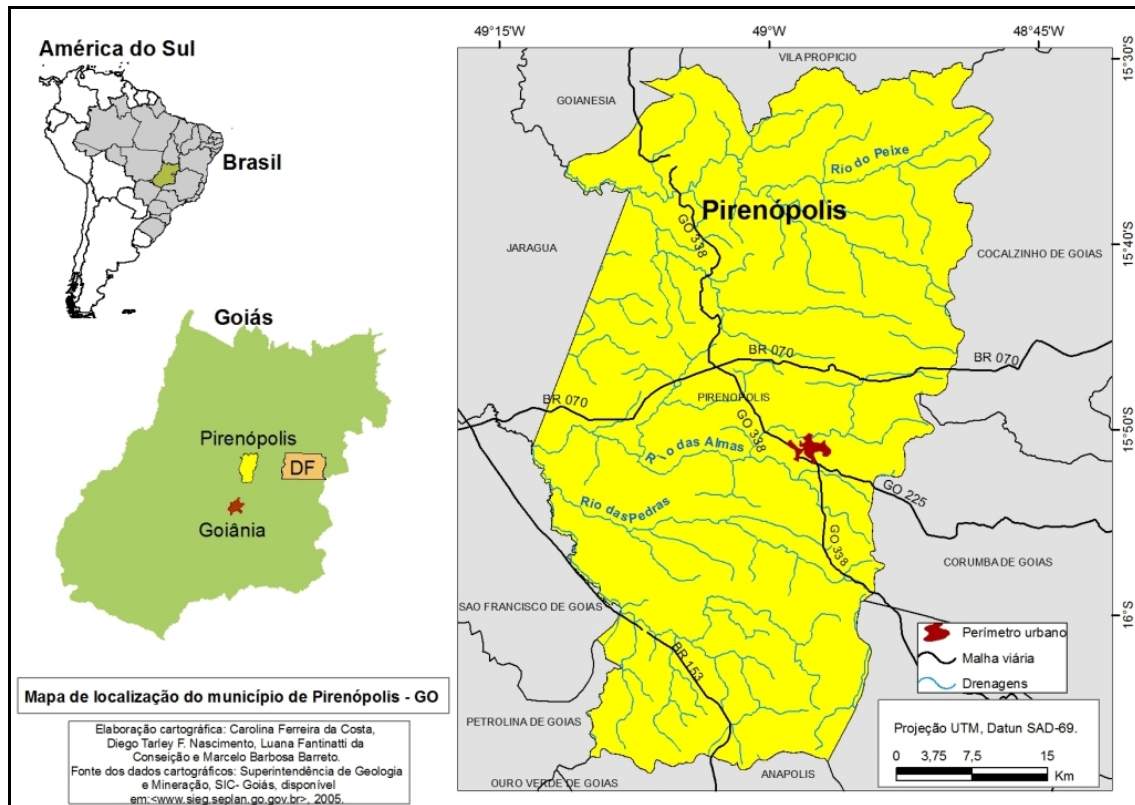 América do Sul
Brasil
Goiás
Pirenópolis
DF
Goiânia
Mapa de localização do município de Pirenópolis - GO
Elaboração cartográfica: Carolina Ferreira da Costa,
Diego Tarley F. Nascimento, Luana Fantinatti da
Conseição e Marcelo Barbosa Barreto.
Fonte dos dados cartográficos: Superintendência de Geologia
e Mineração, SIC- Goiás, disponível
em:<www.sieg.seplan.go.gov.br>, 2005.
49°15'W
49°W
48°45'W
15°30'S
15°40'S
15°50'S
16°S
VILA PROPICIO
GOIANESIA
Rio do Peixe
Pirenópolis
GO 338
JARAGUA
COCALZINHO DE GOIAS
BR 070
BR 070
BR 070
PIRENOPOLIS
GO 338
Rio das Almas
GO 225
Rio das Pedras
GO 338
CORUMBA DE GOIAS
SAO FRANCISCO DE GOIAS
BR 153
PETROLINA DE GOIAS
OURO VERDE DE GOIAS
ANAPOLIS
Perímetro urbano
Malha viária
Drenagens
Projeção UTM, Datun SAD-69.
0 3,75 7,5 15
Km